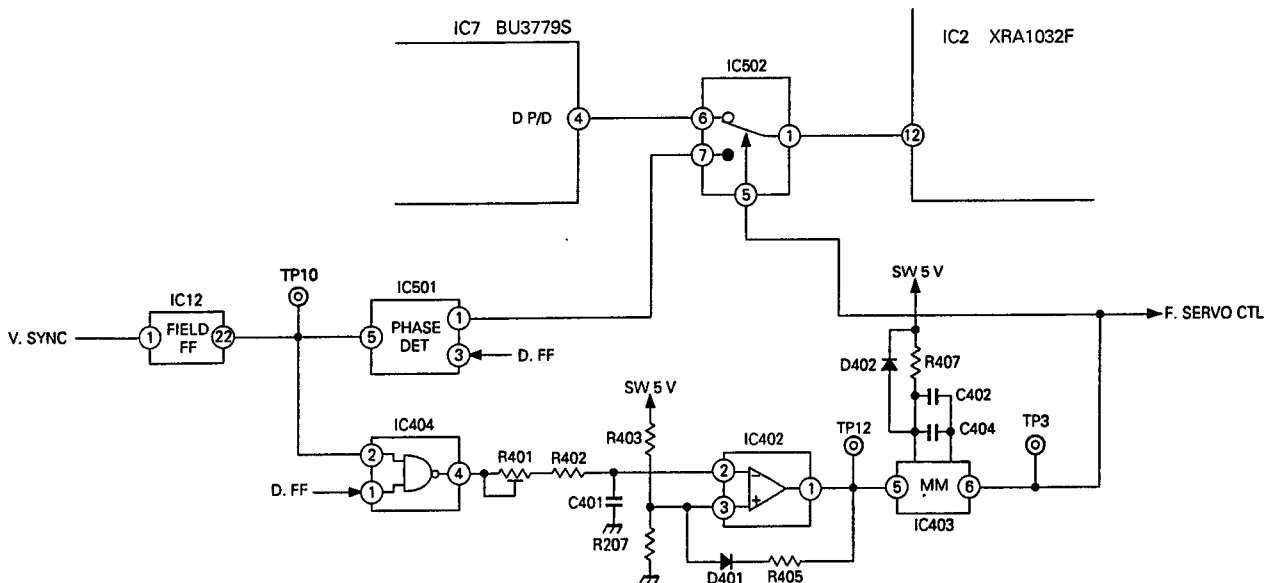 IC7 BU3779S
IC2 XRA1032F
IC502
D P/D
4
6
1
12
7
5
SW 5 V
TP10
IC12
IC501
V. SYNC
1
FIELD
FF
22
5
PHASE
DET
1
3
D. FF
F. SERVO CTL
D402
R407
C402
C404
SW 5 V
IC404
R403
IC402
TP12
TP3
2
R401
R402
D. FF
1
4
C401
2
3
1
5
MM
6
IC403
R207
D401
R405